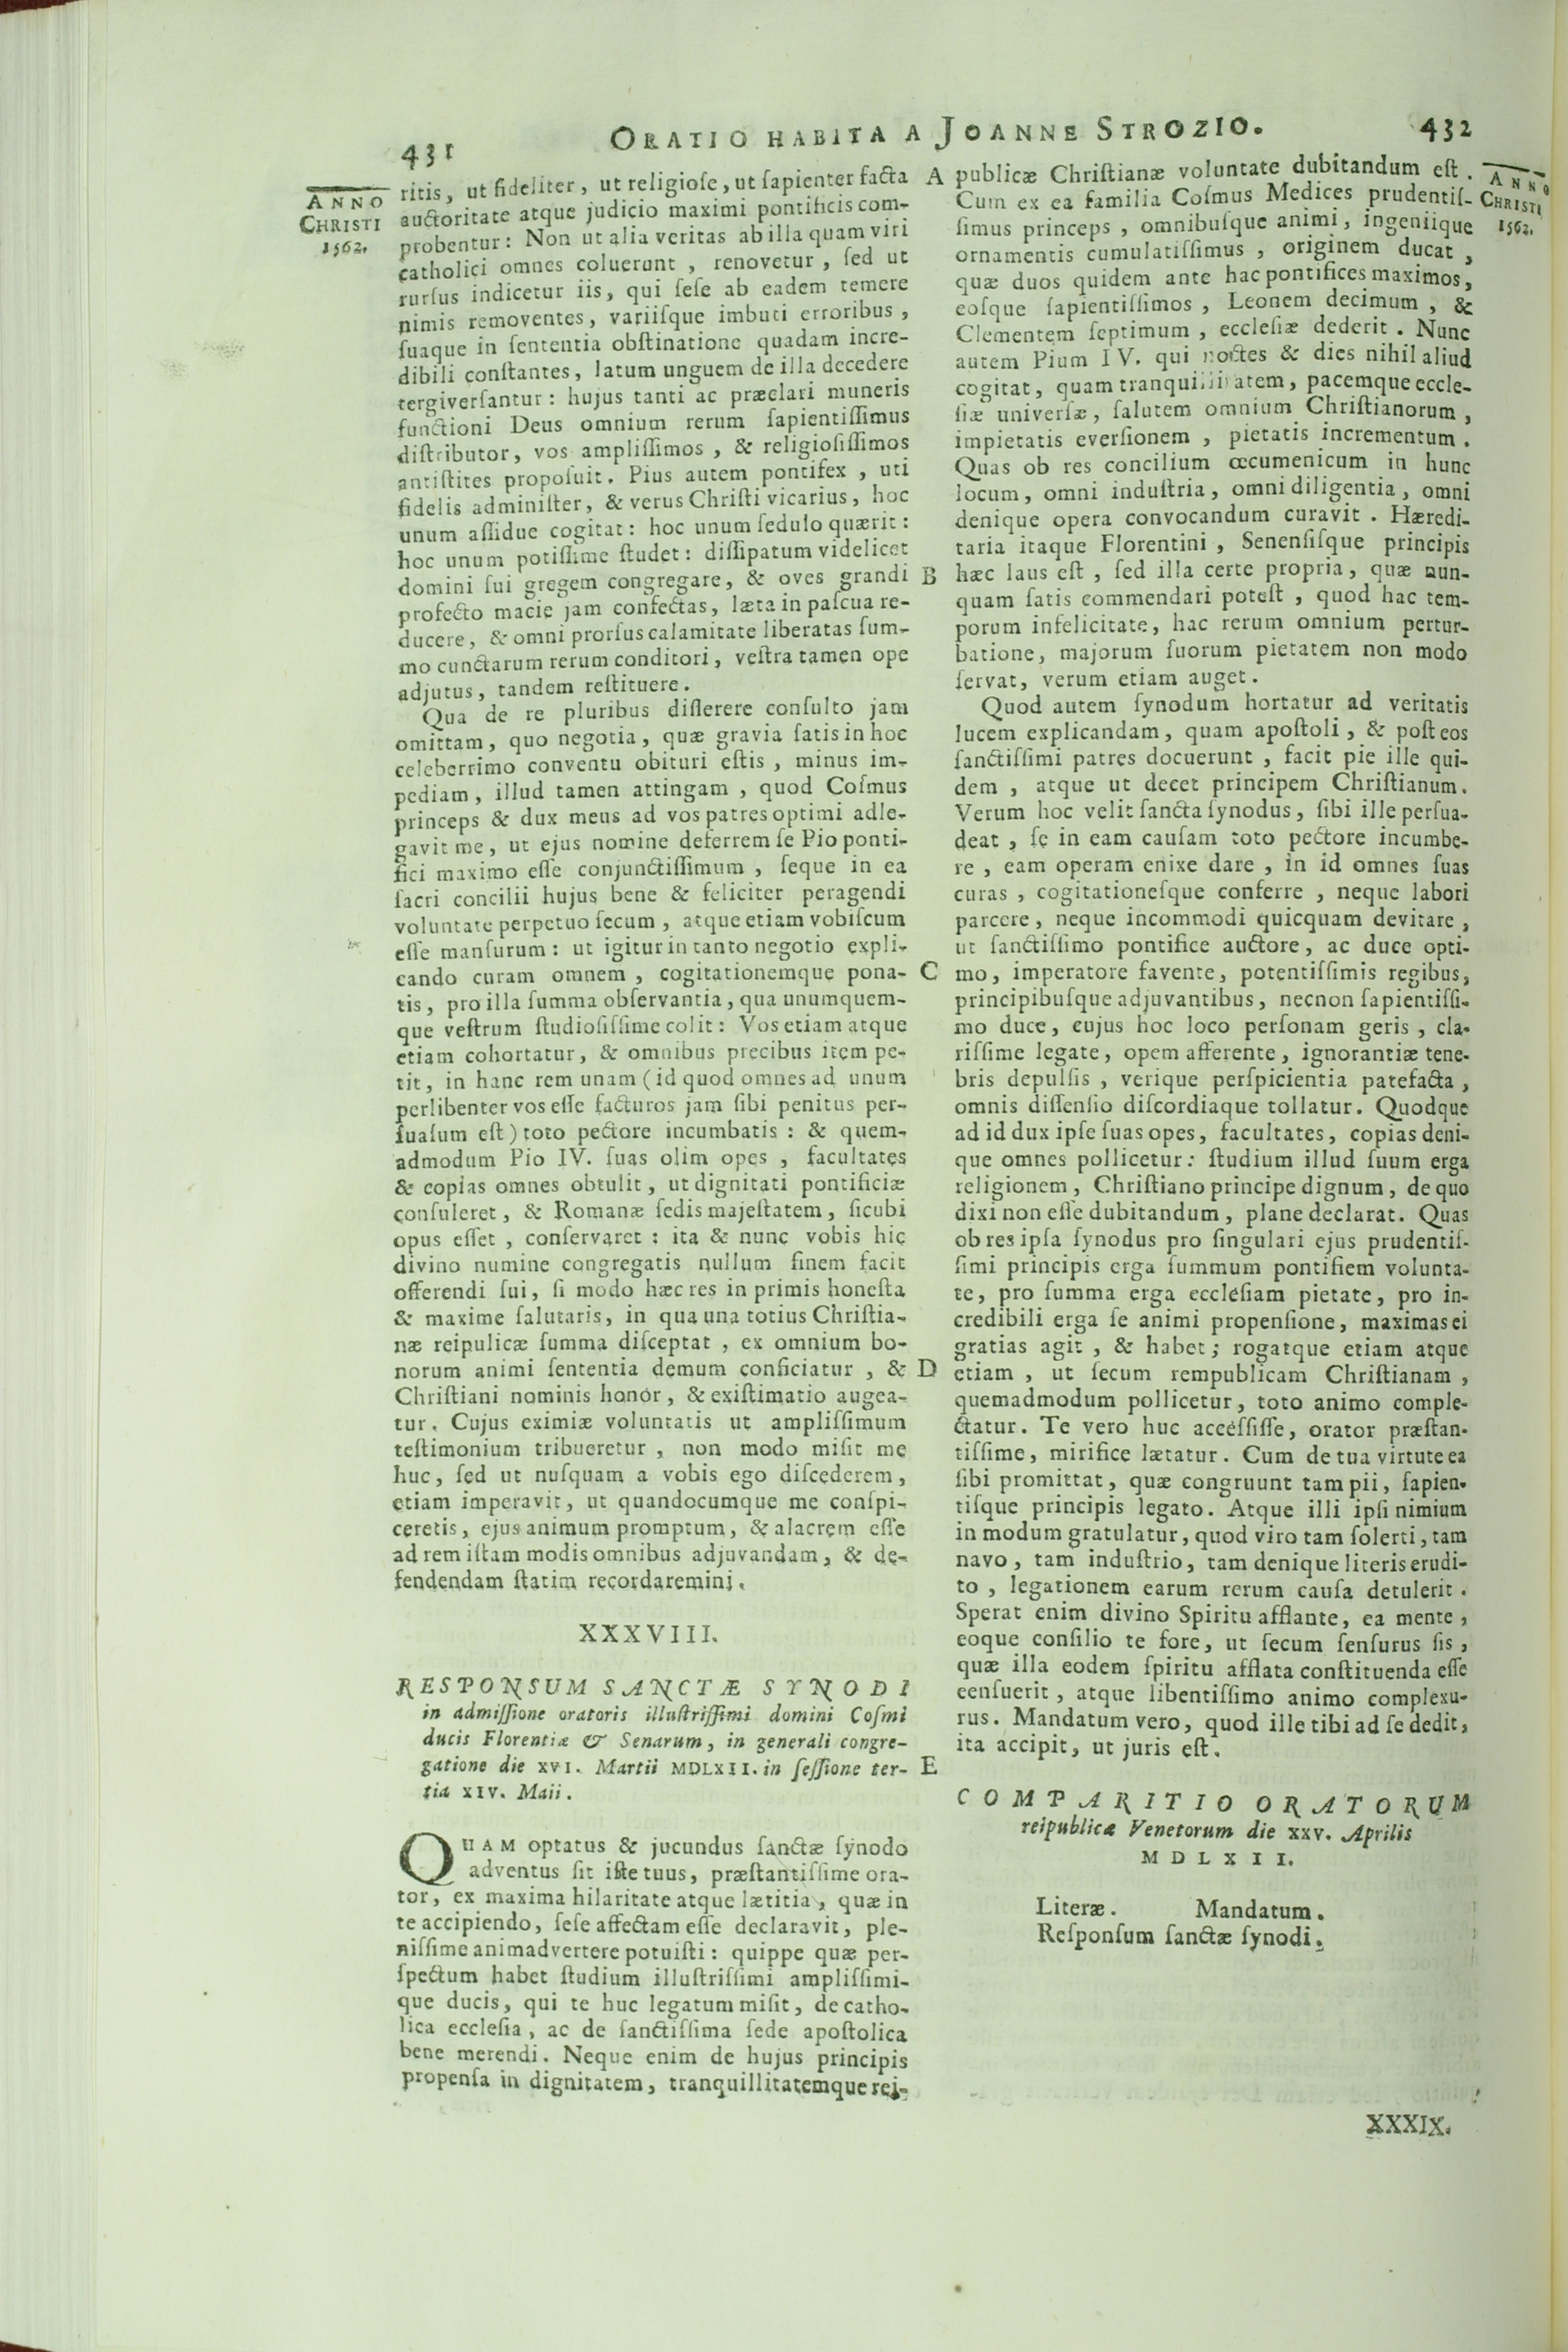 431
ORATIO HABITA A JOANNE STROZIO.
432
ANNO
CHRISTI
1562.
ritis, ut fideliter, ut religioſe, ut ſapienter facta
auctoritate atque judicio maximi pontificis com-
probentur: Non ut alia veritas ab illa quam viri
catholici omnes coluerunt, renovetur, ſed ut
rurſus indicetur iis, qui ſeſe ab eadem temere
nimis removentes, variiſque imbuti erroribus,
ſuaque in ſententia obſtinatione quadam incre-
dibili conſtantes, latum unguem de illa decedere
tergiverſantur: hujus tanti ac præclari muneris
functioni Deus omnium rerum ſapientiſſimus
diſtributor, vos ampliſſimos, & religioſiſſimos
antiſtites propoſuit. Pius autem pontifex, uti
fidelis adminiſter, & verus Chriſti vicarius, hoc
unum aſſidue cogitat: hoc unum ſedulo quærit:
hoc unum potiſſime ſtudet: diſſipatum videlicet
domini ſui gregem congregare, & oves grandi
profecto macie jam confectas, læta in paſcua re-
ducere, & omni prorſus calamitate liberatas ſum-
mo cunctarum rerum conditori, veſtra tamen ope
adjutus, tandem reſtituere.
Qua de re pluribus diſſerere conſulto jam
omittam, quo negotia, quæ gravia ſatis in hoc
celeberrimo conventu obituri eſtis, minus im-
pediam, illud tamen attingam, quod Coſmus
princeps & dux meus ad vos patres optimi adle-
gavit me, ut ejus nomine deferrem ſe Pio ponti-
fici maximo eſſe conjunctiſſimum, ſeque in ea
ſacri concilii hujus bene & feliciter peragendi
voluntate perpetuo ſecum, atque etiam vobiſcum
eſſe manſurum: ut igitur in tanto negotio expli-
cando curam omnem, cogitationemque pona-
tis, pro illa ſumma obſervantia, qua unumquem-
que veſtrum ſtudioſiſſime colit: Vos etiam atque
etiam cohortatur, & omnibus precibus item pe-
tit, in hanc rem unam (id quod omnes ad unum
perlibenter vos eſſe facturos jam ſibi penitus per-
ſuaſum eſt) toto pectore incumbatis: & quem-
admodum Pio IV. ſuas olim opes, facultates
& copias omnes obtulit, ut dignitati pontificiæ
conſuleret, & Romanæ ſedis majeſtatem, ſicubi
opus eſſet, conſervaret: ita & nunc vobis hic
divino numine congregatis nullum finem facit
offerendi ſui, ſi modo hæc res in primis honeſta
& maxime ſalutaris, in qua una totius Chriſtia-
næ reipulicæ ſumma diſceptat, ex omnium bo-
norum animi ſententia demum conficiatur, &
Chriſtiani nominis honor, & exiſtimatio augea-
tur. Cujus eximiæ voluntatis ut ampliſſimum
teſtimonium tribueretur, non modo miſit me
huc, ſed ut nuſquam a vobis ego diſcederem,
etiam imperavit, ut quandocumque me conſpi-
ceretis, ejus animum promptum, & alacrem eſſe
ad rem iſtam modis omnibus adjuvandam, & de-
fendendam ſtatim recordaremini.
XXXVIII.
RESPONSUM SANCTÆ SYNODI
in admiſſione oratoris illuſtriſſimi domini Coſmi
ducis Florentiæ & Senarum, in generali congre-
gatione die XVI. Martii MDLXII. in ſeſſione ter-
tia XIV. Maii.
QUAM optatus & jucundus ſanctæ ſynodo
adventus ſit iſte tuus, præſtantiſſime ora-
tor, ex maxima hilaritate atque lætitia, quæ in
te accipiendo, ſeſe affectam eſſe declaravit, ple-
niſſime animadvertere potuiſti: quippe quæ per-
ſpectum habet ſtudium illuſtriſſimi ampliſſimi-
que ducis, qui te huc legatum miſit, de catho-
lica eccleſia, ac de ſanctiſſima ſede apoſtolica
bene merendi. Neque enim de hujus principis
propenſa in dignitatem, tranquillitatemque rei-
A
B
C
D
E
publicæ Chriſtianæ voluntate dubitandum eſt.
Cum ex ea familia Coſmus Medices prudentiſ-
ſimus princeps, omnibuſque animi, ingeniique
ornamentis cumulatiſſimus, originem ducat,
quæ duos quidem ante hac pontifices maximos,
eoſque ſapientiſſimos, Leonem decimum, &
Clementem ſeptimum, eccleſiæ dederit. Nunc
autem Pium IV. qui noctes & dies nihil aliud
cogitat, quam tranquillitatem, pacemque eccle-
ſiæ univerſæ, ſalutem omnium Chriſtianorum,
impietatis everſionem, pietatis incrementum.
Quas ob res concilium œcumenicum in hunc
locum, omni induſtria, omni diligentia, omni
denique opera convocandum curavit. Hæredi-
taria itaque Florentini, Senenſiſque principis
hæc laus eſt, ſed illa certe propria, quæ nun-
quam ſatis commendari poteſt, quod hac tem-
porum infelicitate, hac rerum omnium pertur-
batione, majorum ſuorum pietatem non modo
ſervat, verum etiam auget.
Quod autem ſynodum hortatur ad veritatis
lucem explicandam, quam apoſtoli, & poſt eos
ſanctiſſimi patres docuerunt, facit pie ille qui-
dem, atque ut decet principem Chriſtianum.
Verum hoc velit ſancta ſynodus, ſibi ille perſua-
deat, ſe in eam cauſam toto pectore incumbe-
re, eam operam enixe dare, in id omnes ſuas
curas, cogitationeſque conferre, neque labori
parcere, neque incommodi quicquam devitare,
ut ſanctiſſimo pontifice auctore, ac duce opti-
mo, imperatore favente, potentiſſimis regibus,
principibuſque adjuvantibus, necnon ſapientiſſi-
mo duce, cujus hoc loco perſonam geris, cla-
riſſime legate, opem afferente, ignorantiæ tene-
bris depulſis, verique perſpicientia patefacta,
omnis diſſenſio diſcordiaque tollatur. Quodque
ad id dux ipſe ſuas opes, facultates, copias deni-
que omnes pollicetur: ſtudium illud ſuum erga
religionem, Chriſtiano principe dignum, de quo
dixi non eſſe dubitandum, plane declarat. Quas
ob res ipſa ſynodus pro ſingulari ejus prudentiſ-
ſimi principis erga ſummum pontifiem volunta-
te, pro ſumma erga eccleſiam pietate, pro in-
credibili erga ſe animi propenſione, maximas ei
gratias agit, & habet; rogatque etiam atque
etiam, ut ſecum rempublicam Chriſtianam,
quemadmodum pollicetur, toto animo comple-
ctatur. Te vero huc acceſſiſſe, orator præſtan-
tiſſime, mirifice lætatur. Cum de tua virtute ea
ſibi promittat, quæ congruunt tam pii, ſapien-
tiſque principis legato. Atque illi ipſi nimium
in modum gratulatur, quod viro tam ſolerti, tam
navo, tam induſtrio, tam denique literis erudi-
to, legationem earum rerum cauſa detulerit.
Sperat enim divino Spiritu afflante, ea mente,
eoque conſilio te fore, ut ſecum ſenſurus ſis,
quæ illa eodem ſpiritu afflata conſtituenda eſſe
cenſuerit, atque libentiſſimo animo complexu-
rus. Mandatum vero, quod ille tibi ad ſe dedit,
ita accipit, ut juris eſt.
COMPARITIO ORATORUM
reipublicæ Venetorum die XXV. Aprilis
MDLXII.
Literæ. Mandatum.
Reſponſum ſanctæ ſynodi.
ANNO
CHRISTI
1562.
XXXIX.